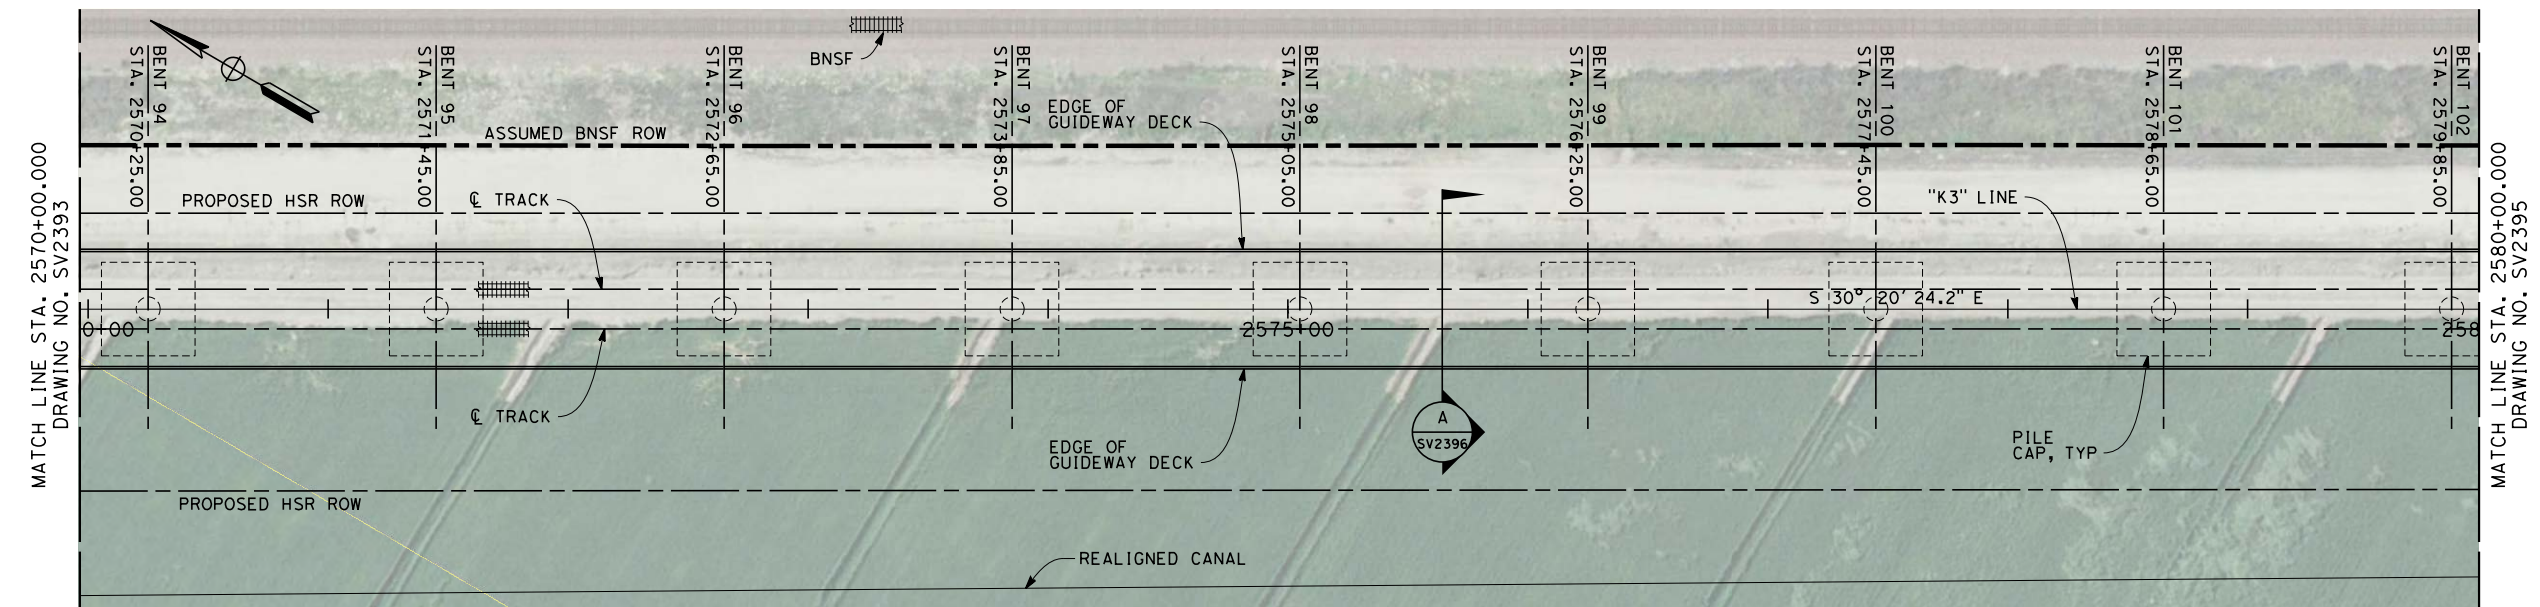 MATCH LINE STA. 2570+00.000
DRAWING NO. SV2393
BENT 94
STA. 2570+25.00
BENT 95
STA. 2571+45.00
BENT 96
STA. 2572+65.00
BENT 97
STA. 2573+85.00
BENT 98
STA. 2575+05.00
BENT 99
STA. 2576+25.00
BENT 100
STA. 2577+45.00
BENT 101
STA. 2578+65.00
BENT 102
STA. 2579+85.00
BNSF
EDGE OF
GUIDEWAY DECK
ASSUMED BNSF ROW
PROPOSED HSR ROW
℄ TRACK
"K3" LINE
S 30° 20' 24.2" E
0+00
2575+00
258
℄ TRACK
A
SV2396
EDGE OF
GUIDEWAY DECK
PILE
CAP, TYP
PROPOSED HSR ROW
REALIGNED CANAL
MATCH LINE STA. 2580+00.000
DRAWING NO. SV2395